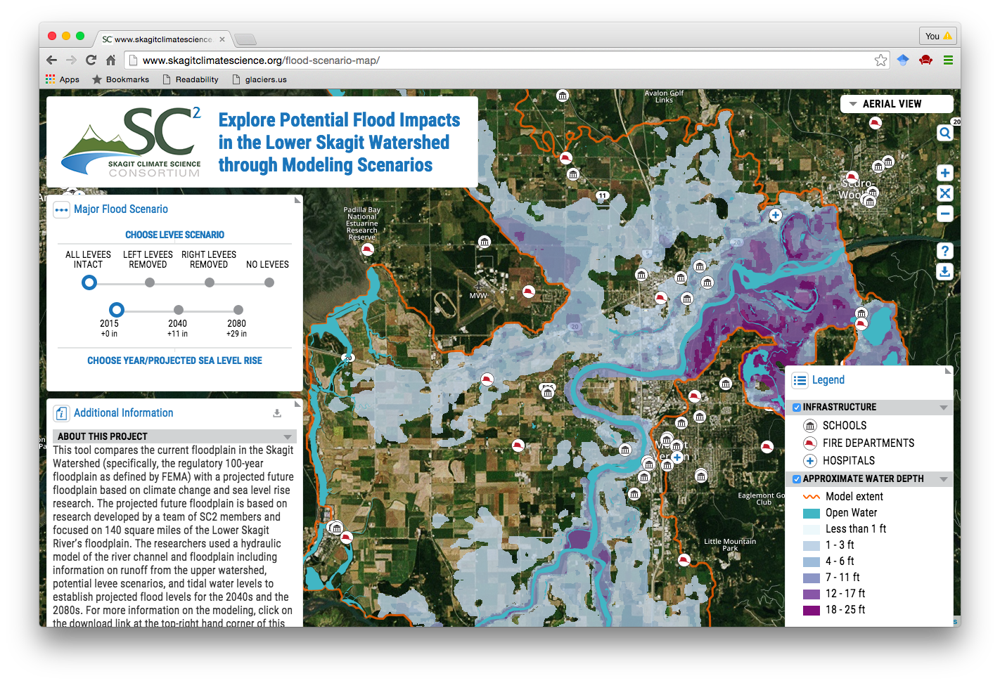 SC² www.skagitclimatescience
You
www.skagitclimatescience.org/flood-scenario-map/
Apps
Bookmarks
Readability
glaciers.us
SC2
SKAGIT CLIMATE SCIENCE
CONSORTIUM
Explore Potential Flood Impacts
in the Lower Skagit Watershed
through Modeling Scenarios
Avalon Golf
Links
AERIAL VIEW
20
Major Flood Scenario
CHOOSE LEVEE SCENARIO
ALL LEVEES
INTACT
LEFT LEVEES
REMOVED
RIGHT LEVEES
REMOVED
NO LEVEES
2015
+0 in
2040
+11 in
2080
+29 in
CHOOSE YEAR/PROJECTED SEA LEVEL RISE
Padilla Bay
National
Estuarine
Research
Reserve
11
5
20
MVW
20
20
Additional Information
ABOUT THIS PROJECT
This tool compares the current floodplain in the Skagit
Watershed (specifically, the regulatory 100-year
floodplain as defined by FEMA) with a projected future
floodplain based on climate change and sea level rise
research. The projected future floodplain is based on
research developed by a team of SC2 members and
focused on 140 square miles of the Lower Skagit
River's floodplain. The researchers used a hydraulic
model of the river channel and floodplain including
information on runoff from the upper watershed,
potential levee scenarios, and tidal water levels to
establish projected flood levels for the 2040s and the
2080s. For more information on the modeling, click on
the download link at the top-right hand corner of this
Eaglemont Go
Club
Little Mountain
Park
Legend
INFRASTRUCTURE
SCHOOLS
FIRE DEPARTMENTS
HOSPITALS
APPROXIMATE WATER DEPTH
Model extent
Open Water
Less than 1 ft
1 - 3 ft
4 - 6 ft
7 - 11 ft
12 - 17 ft
18 - 25 ft